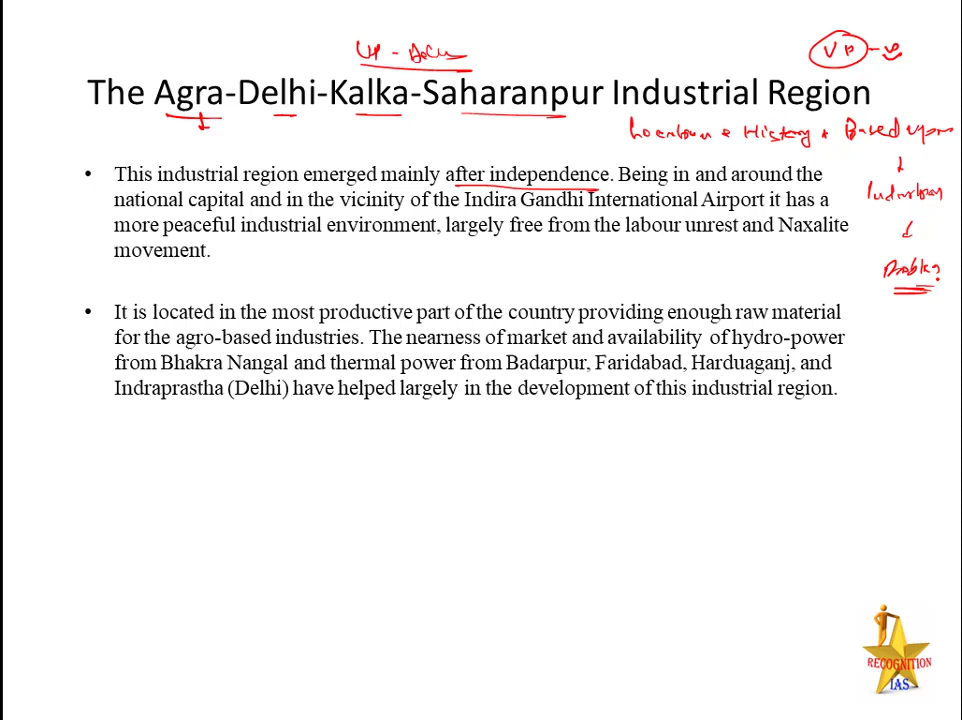 UP - Delhi
VP -
The Agra-Delhi-Kalka-Saharanpur Industrial Region
Location + History + Based upon
Industries
Problems
• This industrial region emerged mainly after independence. Being in and around the
national capital and in the vicinity of the Indira Gandhi International Airport it has a
more peaceful industrial environment, largely free from the labour unrest and Naxalite
movement.
• It is located in the most productive part of the country providing enough raw material
for the agro-based industries. The nearness of market and availability of hydro-power
from Bhakra Nangal and thermal power from Badarpur, Faridabad, Harduaganj, and
Indraprastha (Delhi) have helped largely in the development of this industrial region.
RECOGNITION
IAS